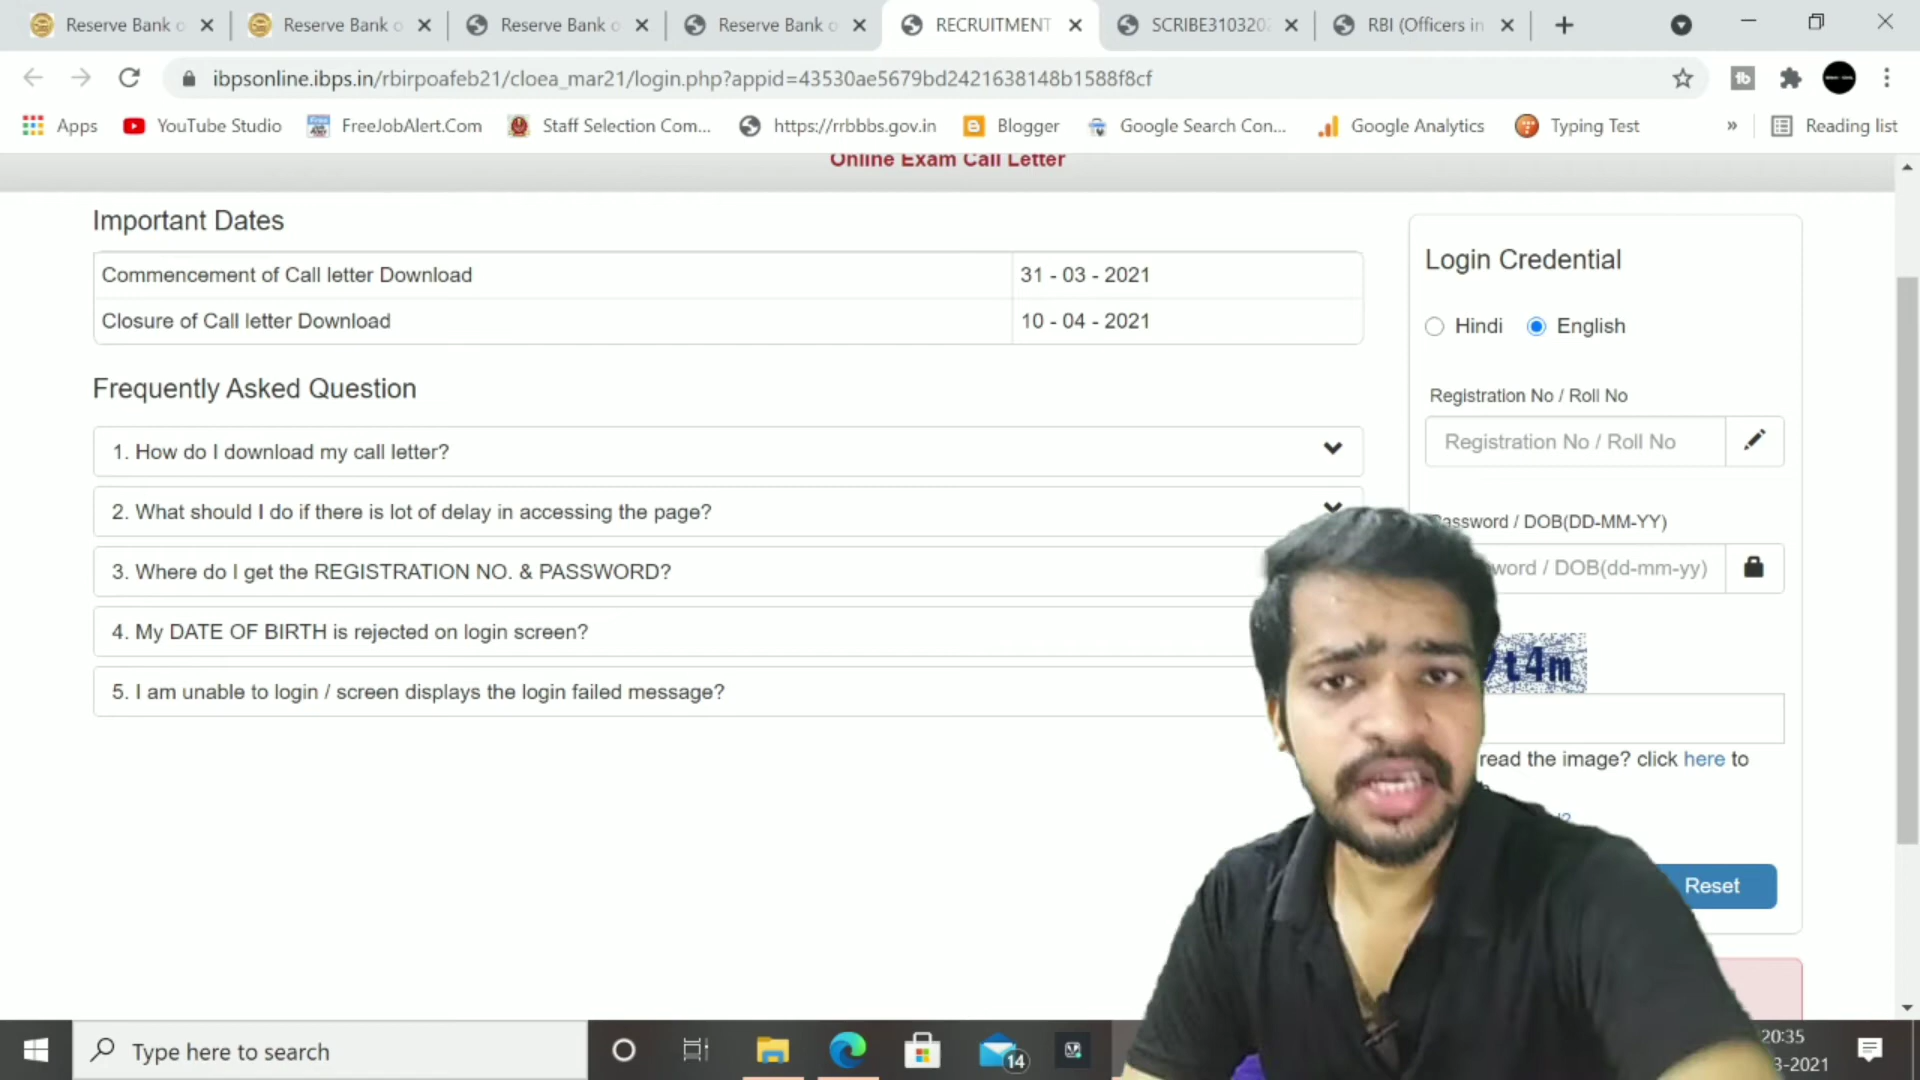 Reserve Bank o
Reserve Bank o
Reserve Bank o
Reserve Bank o
RECRUITMENT
SCRIBE3103202
RBI (Officers in
ibpsonline.ibps.in/rbirpoafeb21/cloea_mar21/login.php?appid=43530ae5679bd2421638148b1588f8cf
Apps
YouTube Studio
FreeJobAlert.Com
Staff Selection Com...
https://rrbbbs.gov.in
Blogger
Google Search Con...
Google Analytics
Typing Test
»
Reading list
Online Exam Call Letter
Important Dates
Commencement of Call letter Download 31 - 03 - 2021
Closure of Call letter Download 10 - 04 - 2021
Frequently Asked Question
1. How do I download my call letter?
2. What should I do if there is lot of delay in accessing the page?
3. Where do I get the REGISTRATION NO. & PASSWORD?
4. My DATE OF BIRTH is rejected on login screen?
5. I am unable to login / screen displays the login failed message?
Login Credential
Hindi English
Registration No / Roll No
Registration No / Roll No
Password / DOB(DD-MM-YY)
word / DOB(dd-mm-yy)
t4m
read the image? click here to
Reset
Type here to search
14
20:35
3-2021